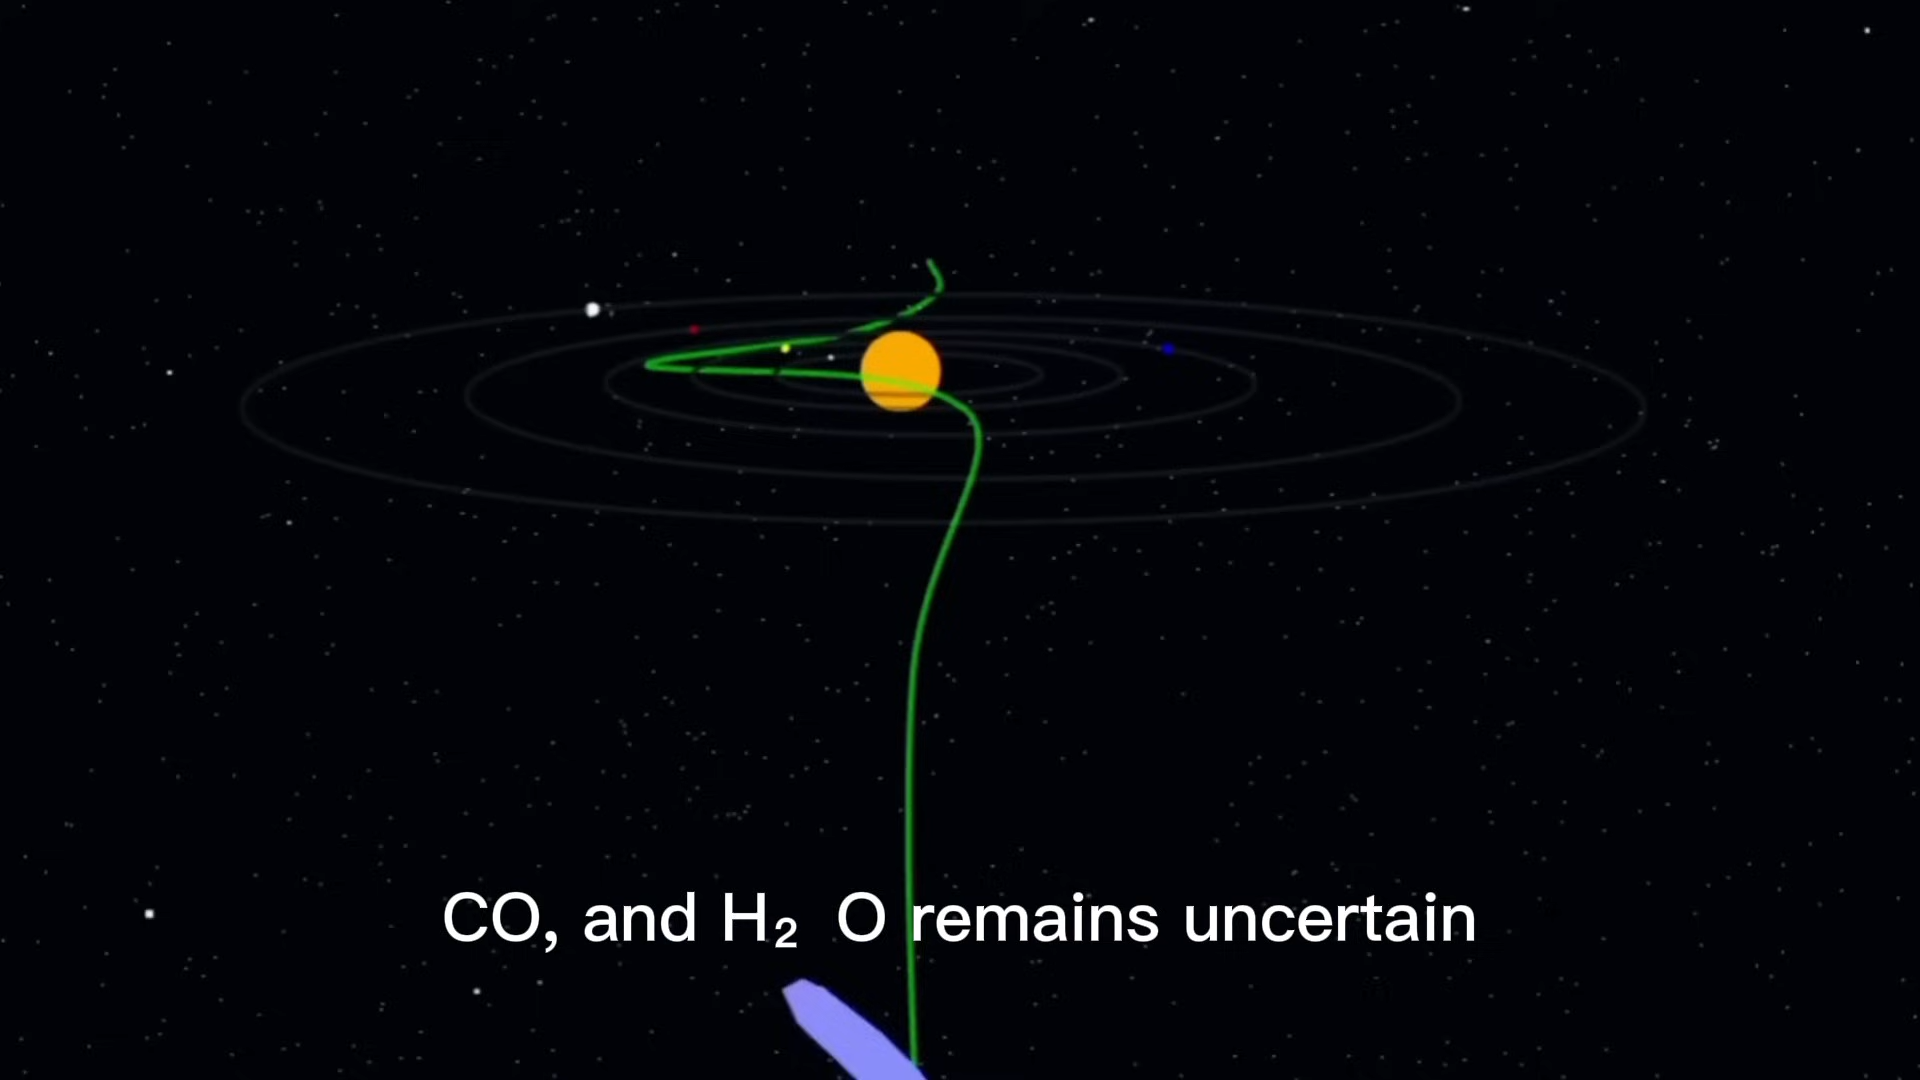 CO, and H₂ O remains uncertain